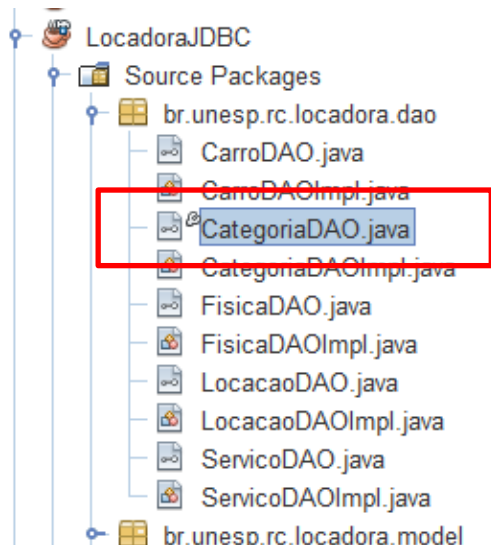 LocadoraJDBC
Source Packages
br.unesp.rc.locadora.dao
CarroDAO.java
CarroDAOImpl.java
CategoriaDAO.java
CategoriaDAOImpl.java
FisicaDAO.java
FisicaDAOImpl.java
LocacaoDAO.java
LocacaoDAOImpl.java
ServicoDAO.java
ServicoDAOImpl.java
br.unesp.rc.locadora.model